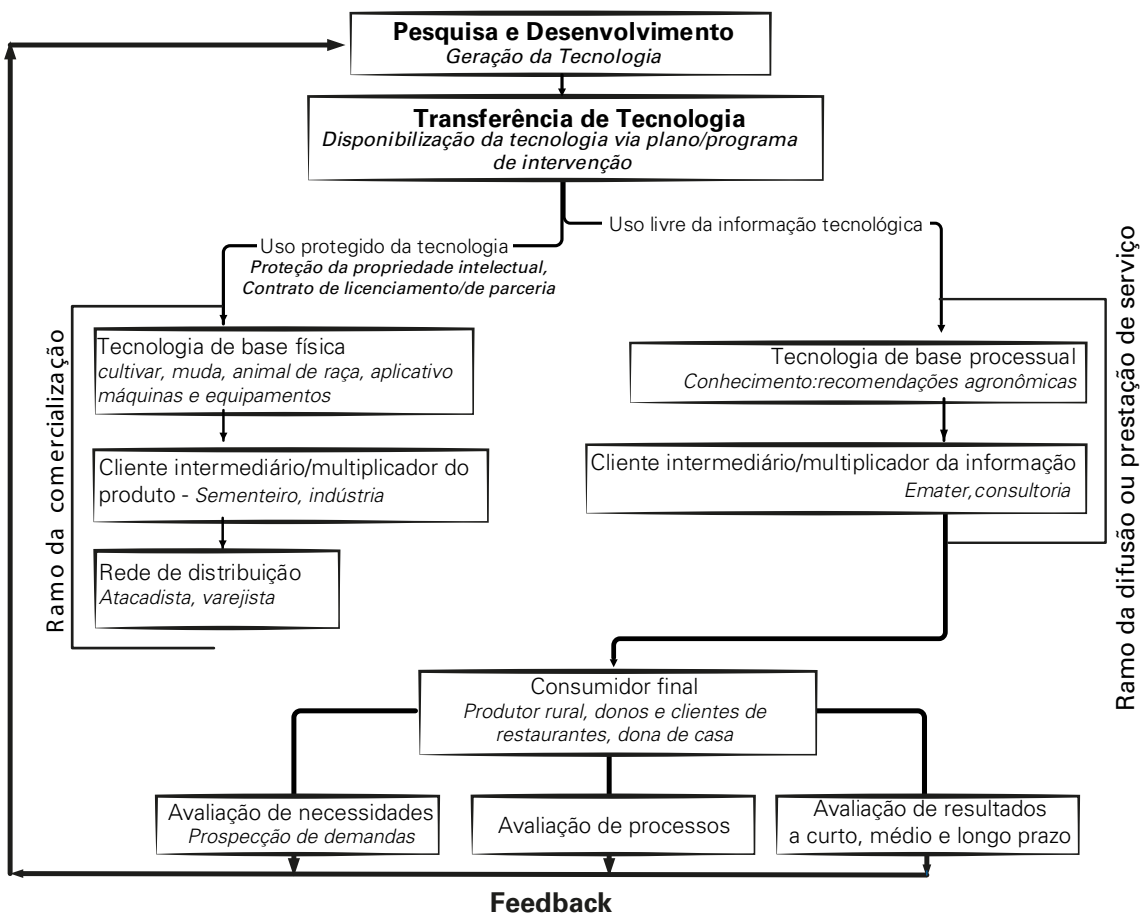 Pesquisa e Desenvolvimento
Geração da Tecnologia
Transferência de Tecnologia
Disponibilização da tecnologia via plano/programa
de intervenção
Uso livre da informação tecnológica
Uso protegido da tecnologia
Proteção da propriedade intelectual,
Contrato de licenciamento/de parceria
Ramo da comercialização
Tecnologia de base física
cultivar, muda, animal de raça, aplicativo
máquinas e equipamentos
Cliente intermediário/multiplicador do
produto - Sementeiro, indústria
Rede de distribuição
Atacadista, varejista
Tecnologia de base processual
Conhecimento:recomendações agronômicas
Cliente intermediário/multiplicador da informação
Emater,consultoria
Ramo da difusão ou prestação de serviço
Consumidor final
Produtor rural, donos e clientes de
restaurantes, dona de casa
Avaliação de necessidades
Prospecção de demandas
Avaliação de processos
Avaliação de resultados
a curto, médio e longo prazo
Feedback